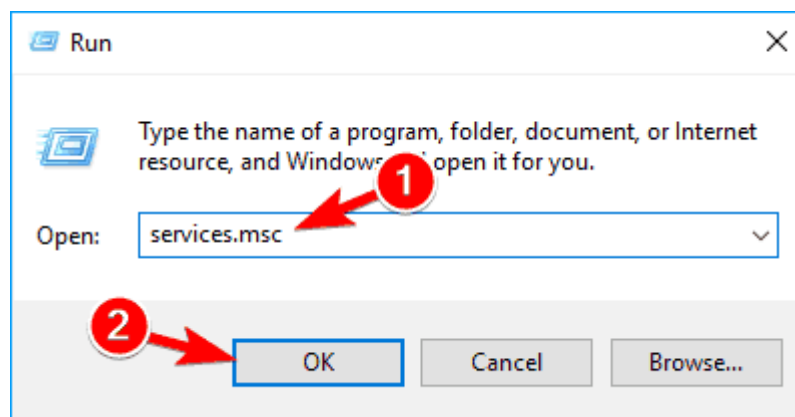 Run
Type the name of a program, folder, document, or Internet
resource, and Windows open it for you.
1
Open: services.msc
2
OK Cancel Browse...